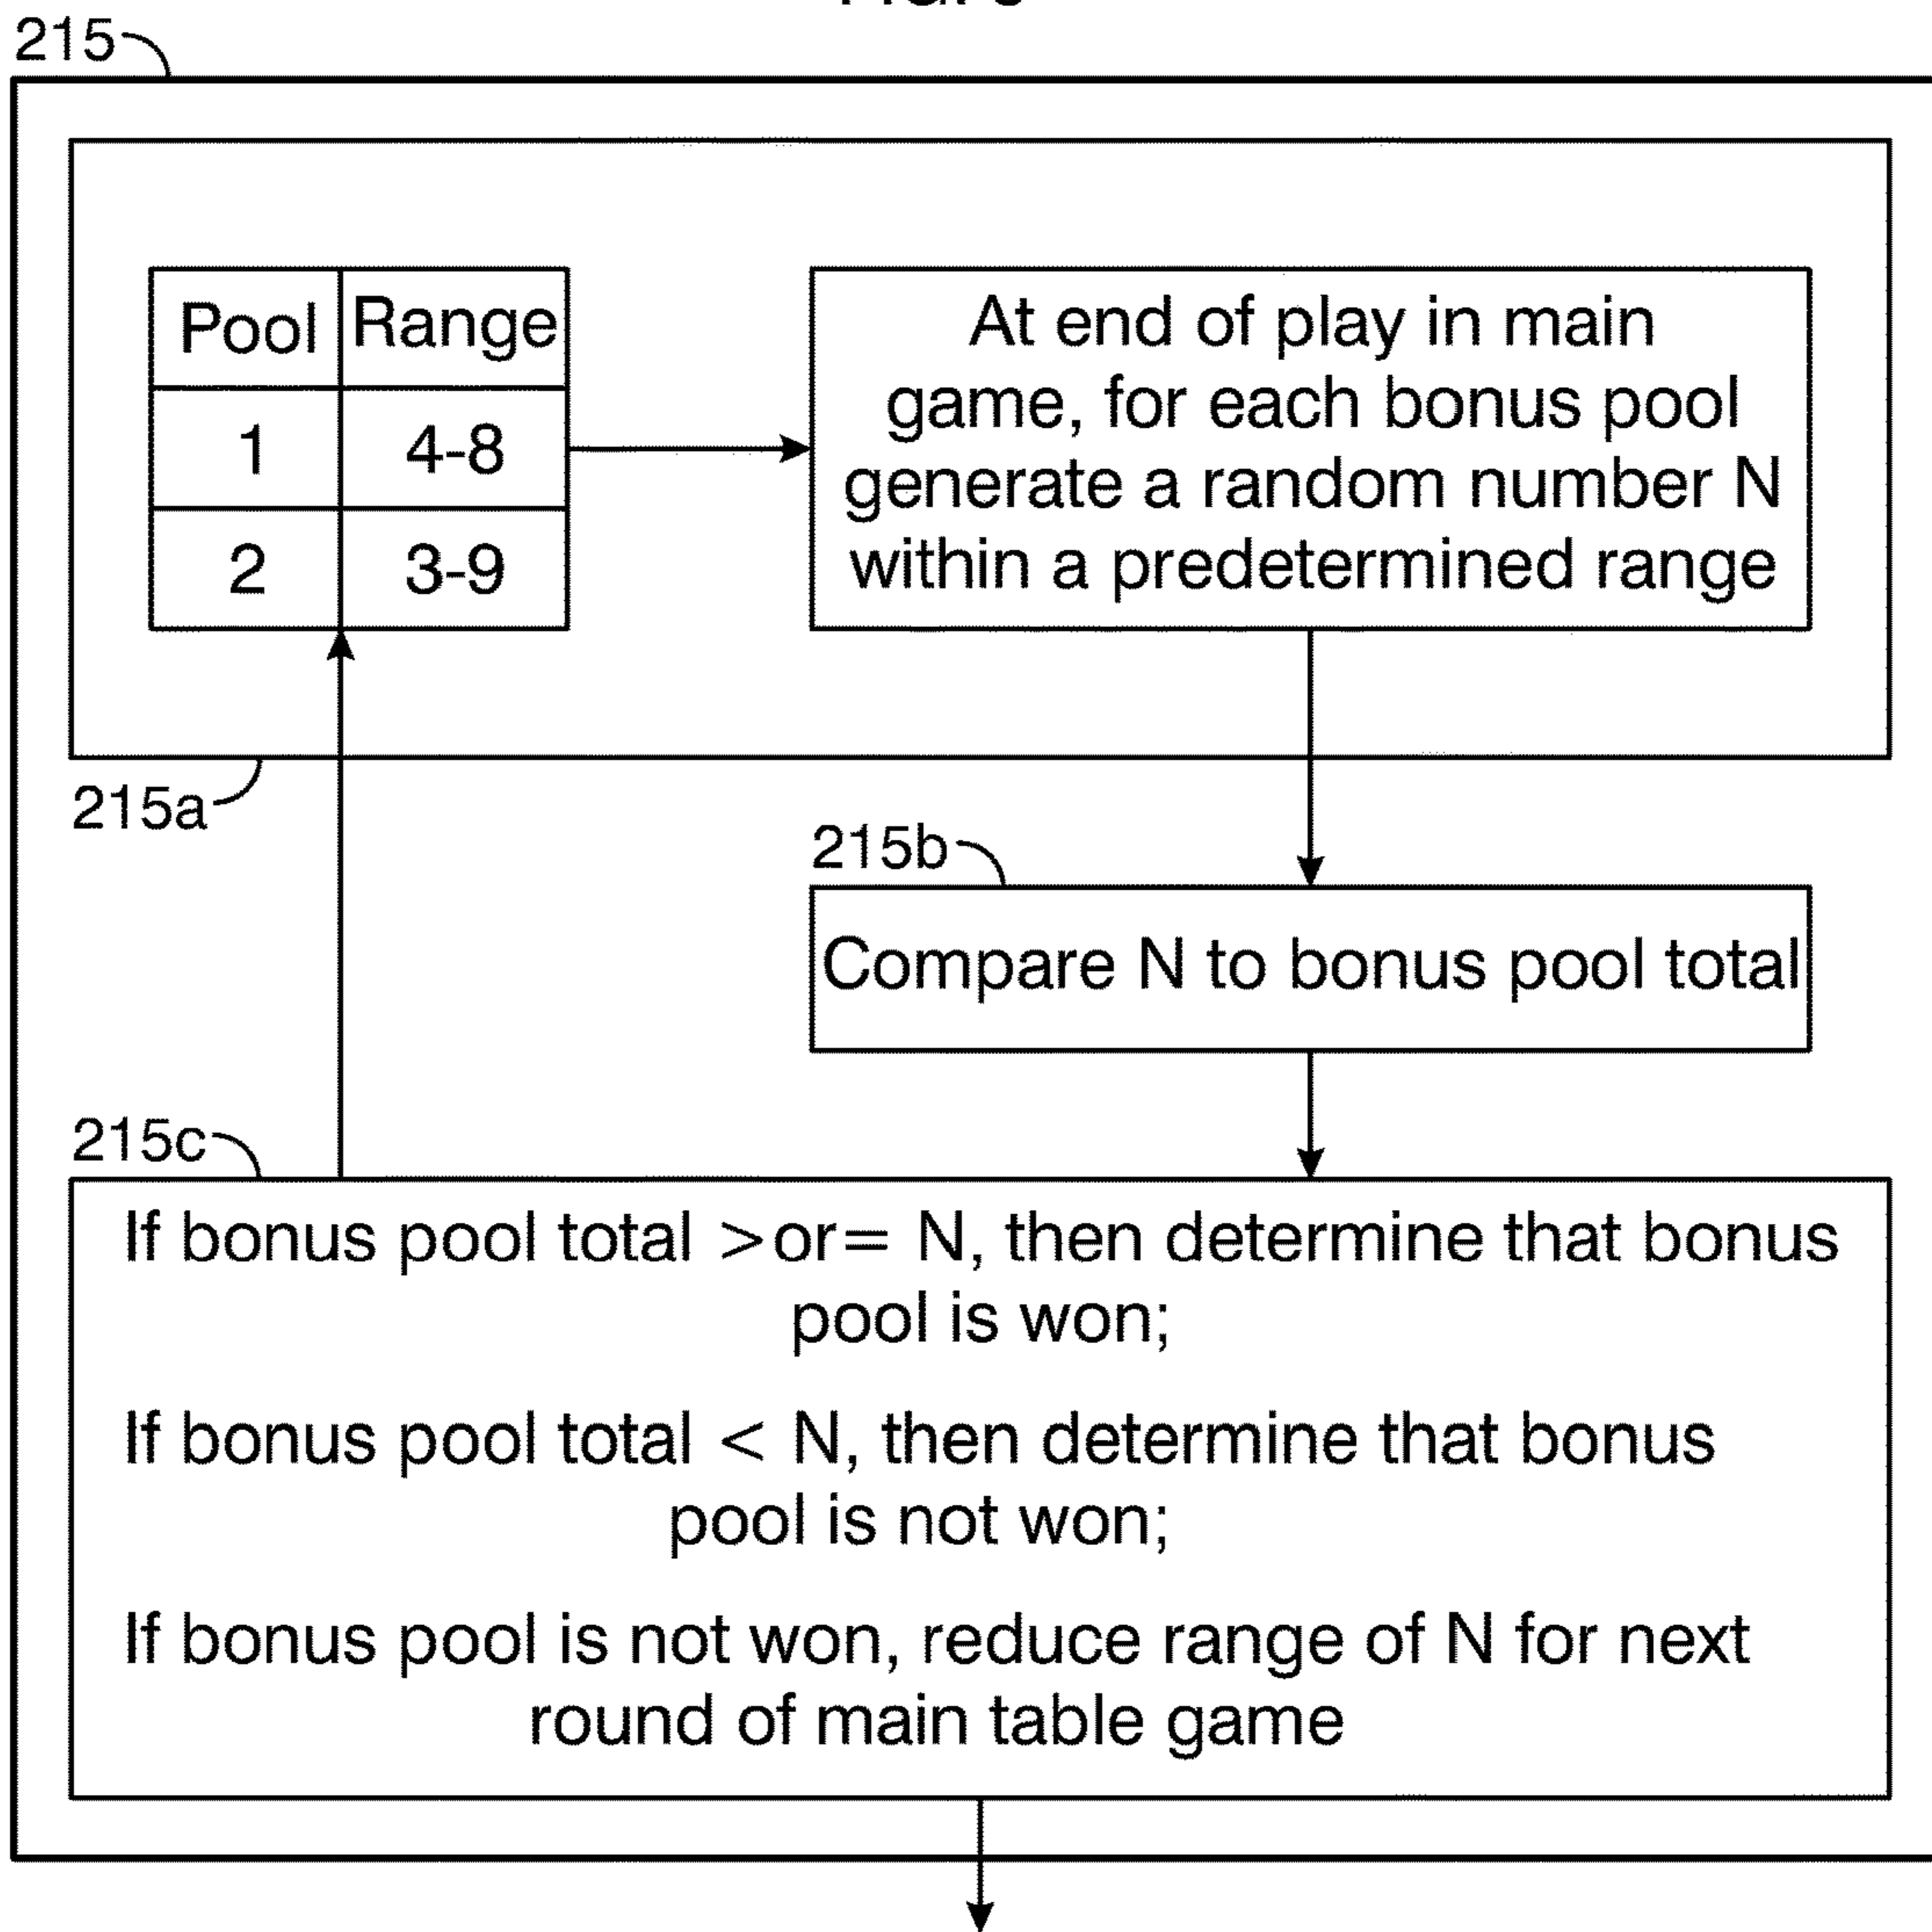 215
Pool Range
1 4-8
2 3-9
At end of play in main
game, for each bonus pool
generate a random number N
within a predetermined range
215a
215b
Compare N to bonus pool total
215c
If bonus pool total >or= N, then determine that bonus
pool is won;
If bonus pool total < N, then determine that bonus
pool is not won;
If bonus pool is not won, reduce range of N for next
round of main table game